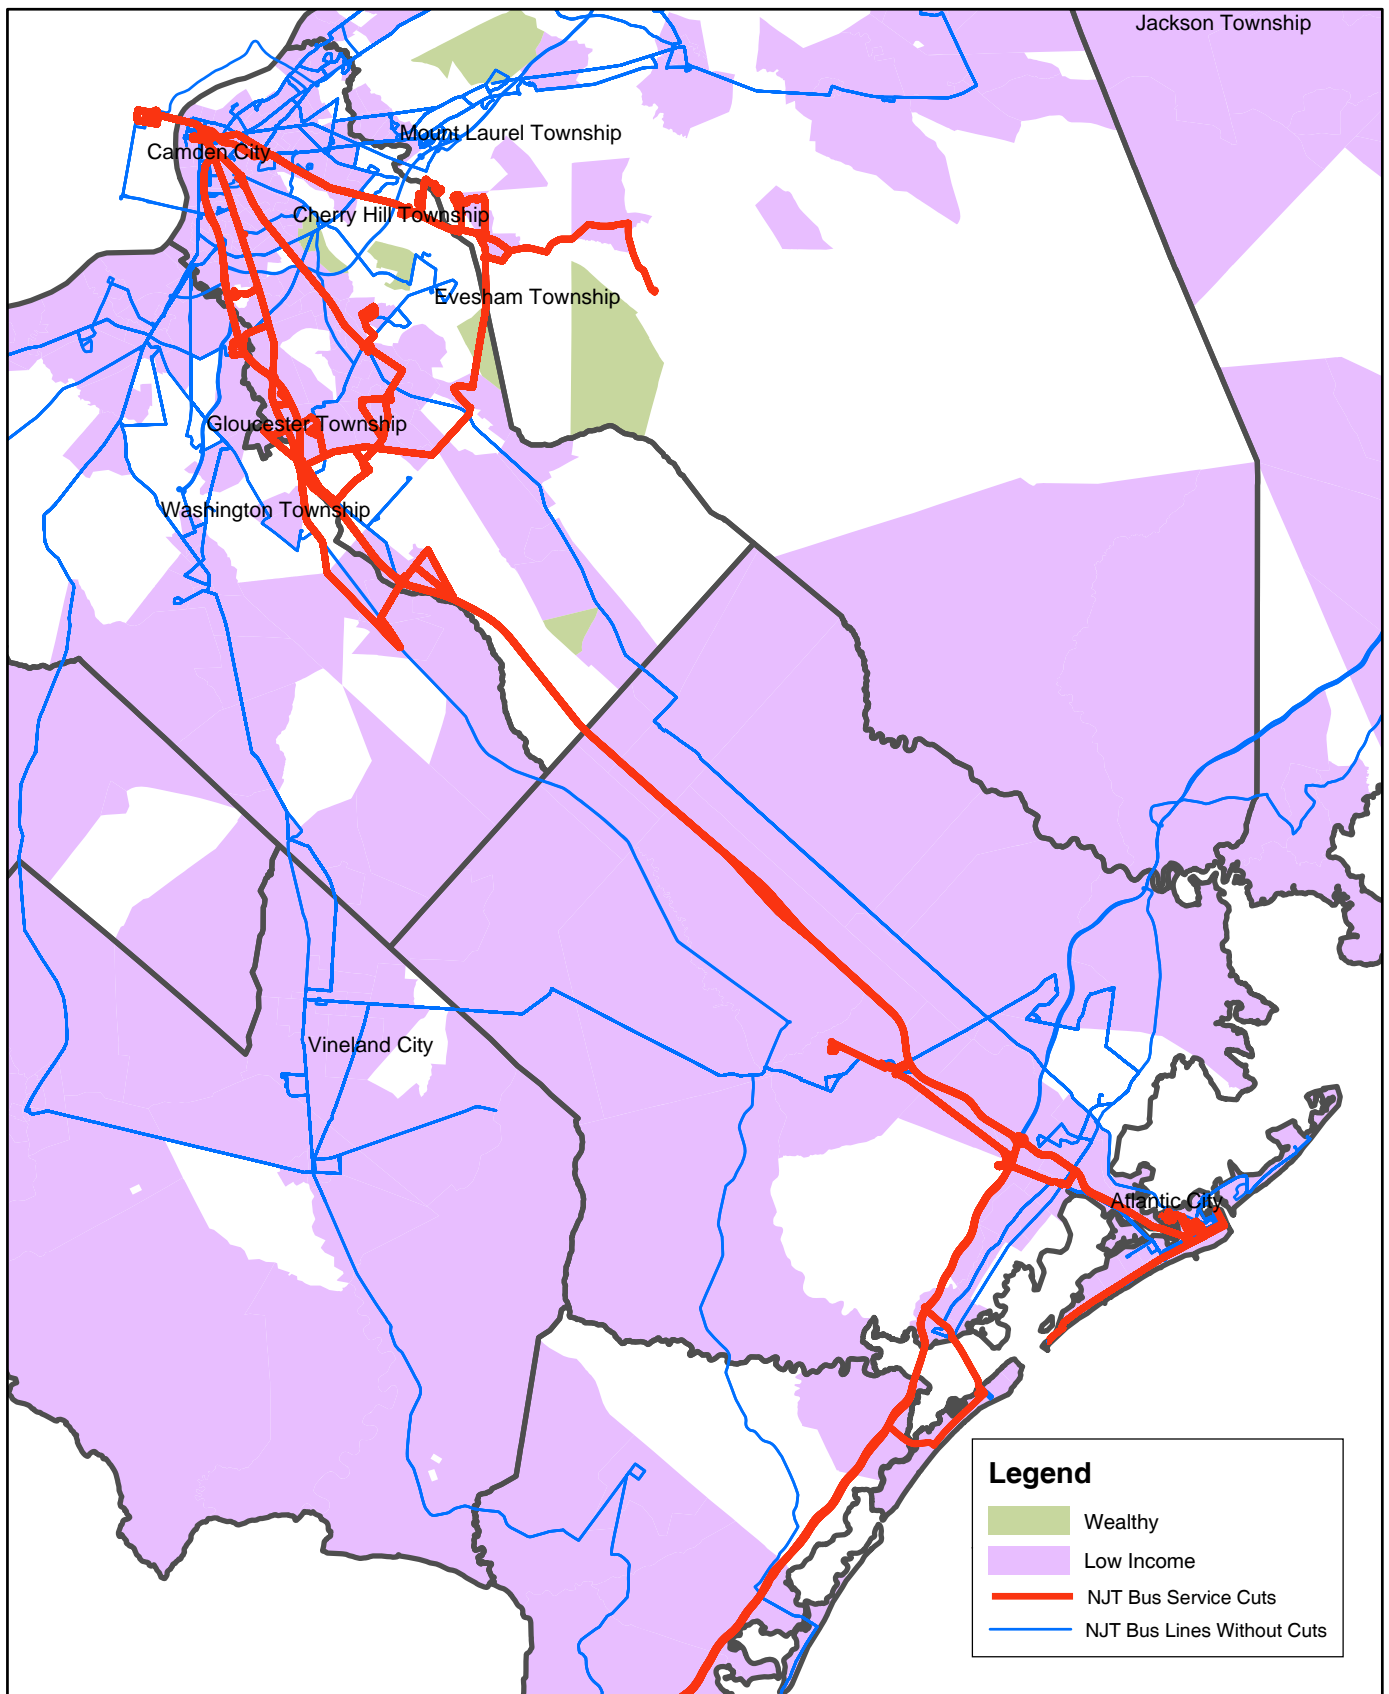 Jackson Township
Mount Laurel Township
Camden City
Cherry Hill Township
Evesham Township
Gloucester Township
Washington Township
Vineland City
Atlantic City
Legend
Wealthy
Low Income
NJT Bus Service Cuts
NJT Bus Lines Without Cuts